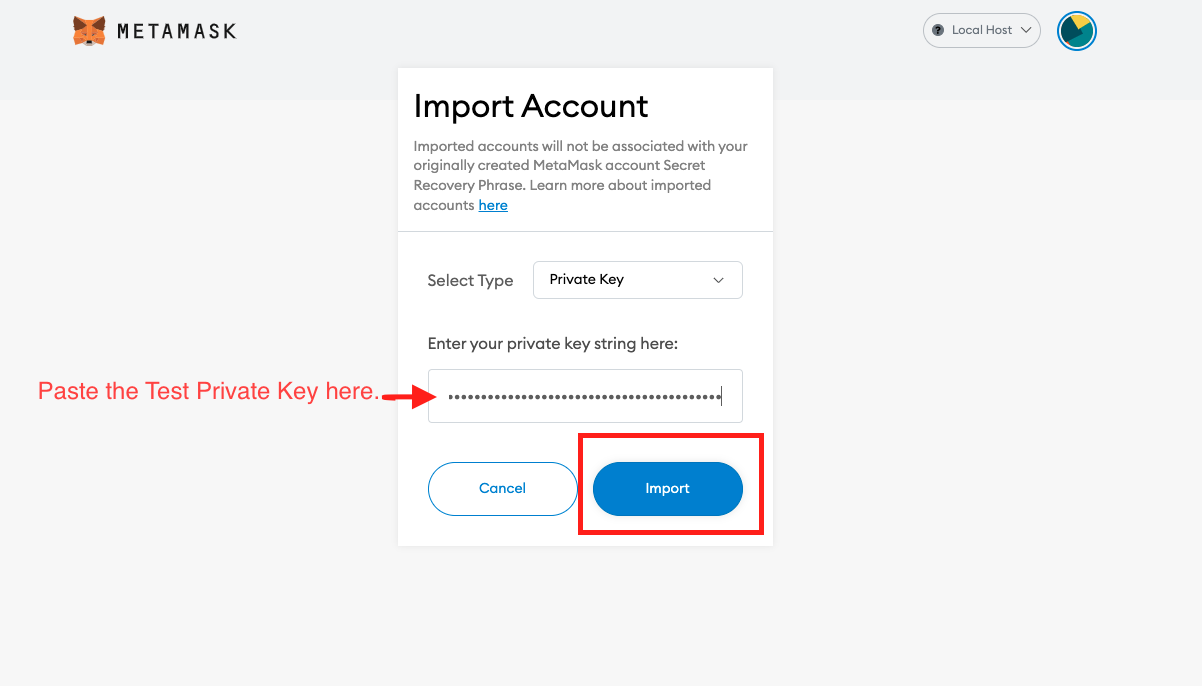 METAMASK
Local Host
Import Account
Imported accounts will not be associated with your
originally created MetaMask account Secret
Recovery Phrase. Learn more about imported
accounts here
Select Type
Private Key
Enter your private key string here:
Paste the Test Private Key here.
Cancel
Import